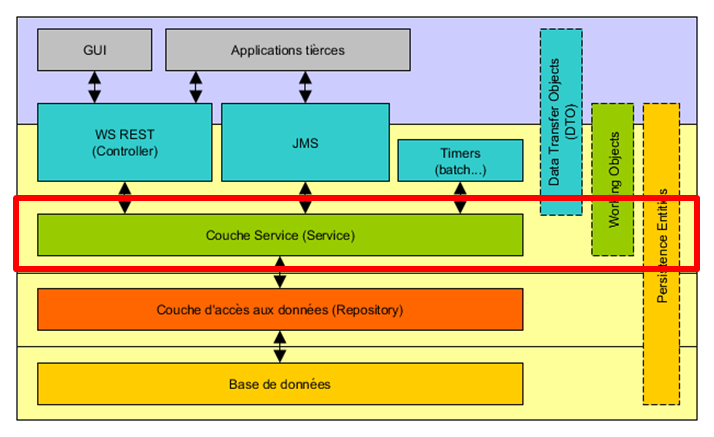 GUI
Applications tierces
WS REST
(Controller)
JMS
Timers
(batch...)
Data Transfer Objects
(DTO)
Working Objects
Persistence Entities
Couche Service (Service)
Couche d'accès aux données (Repository)
Base de données